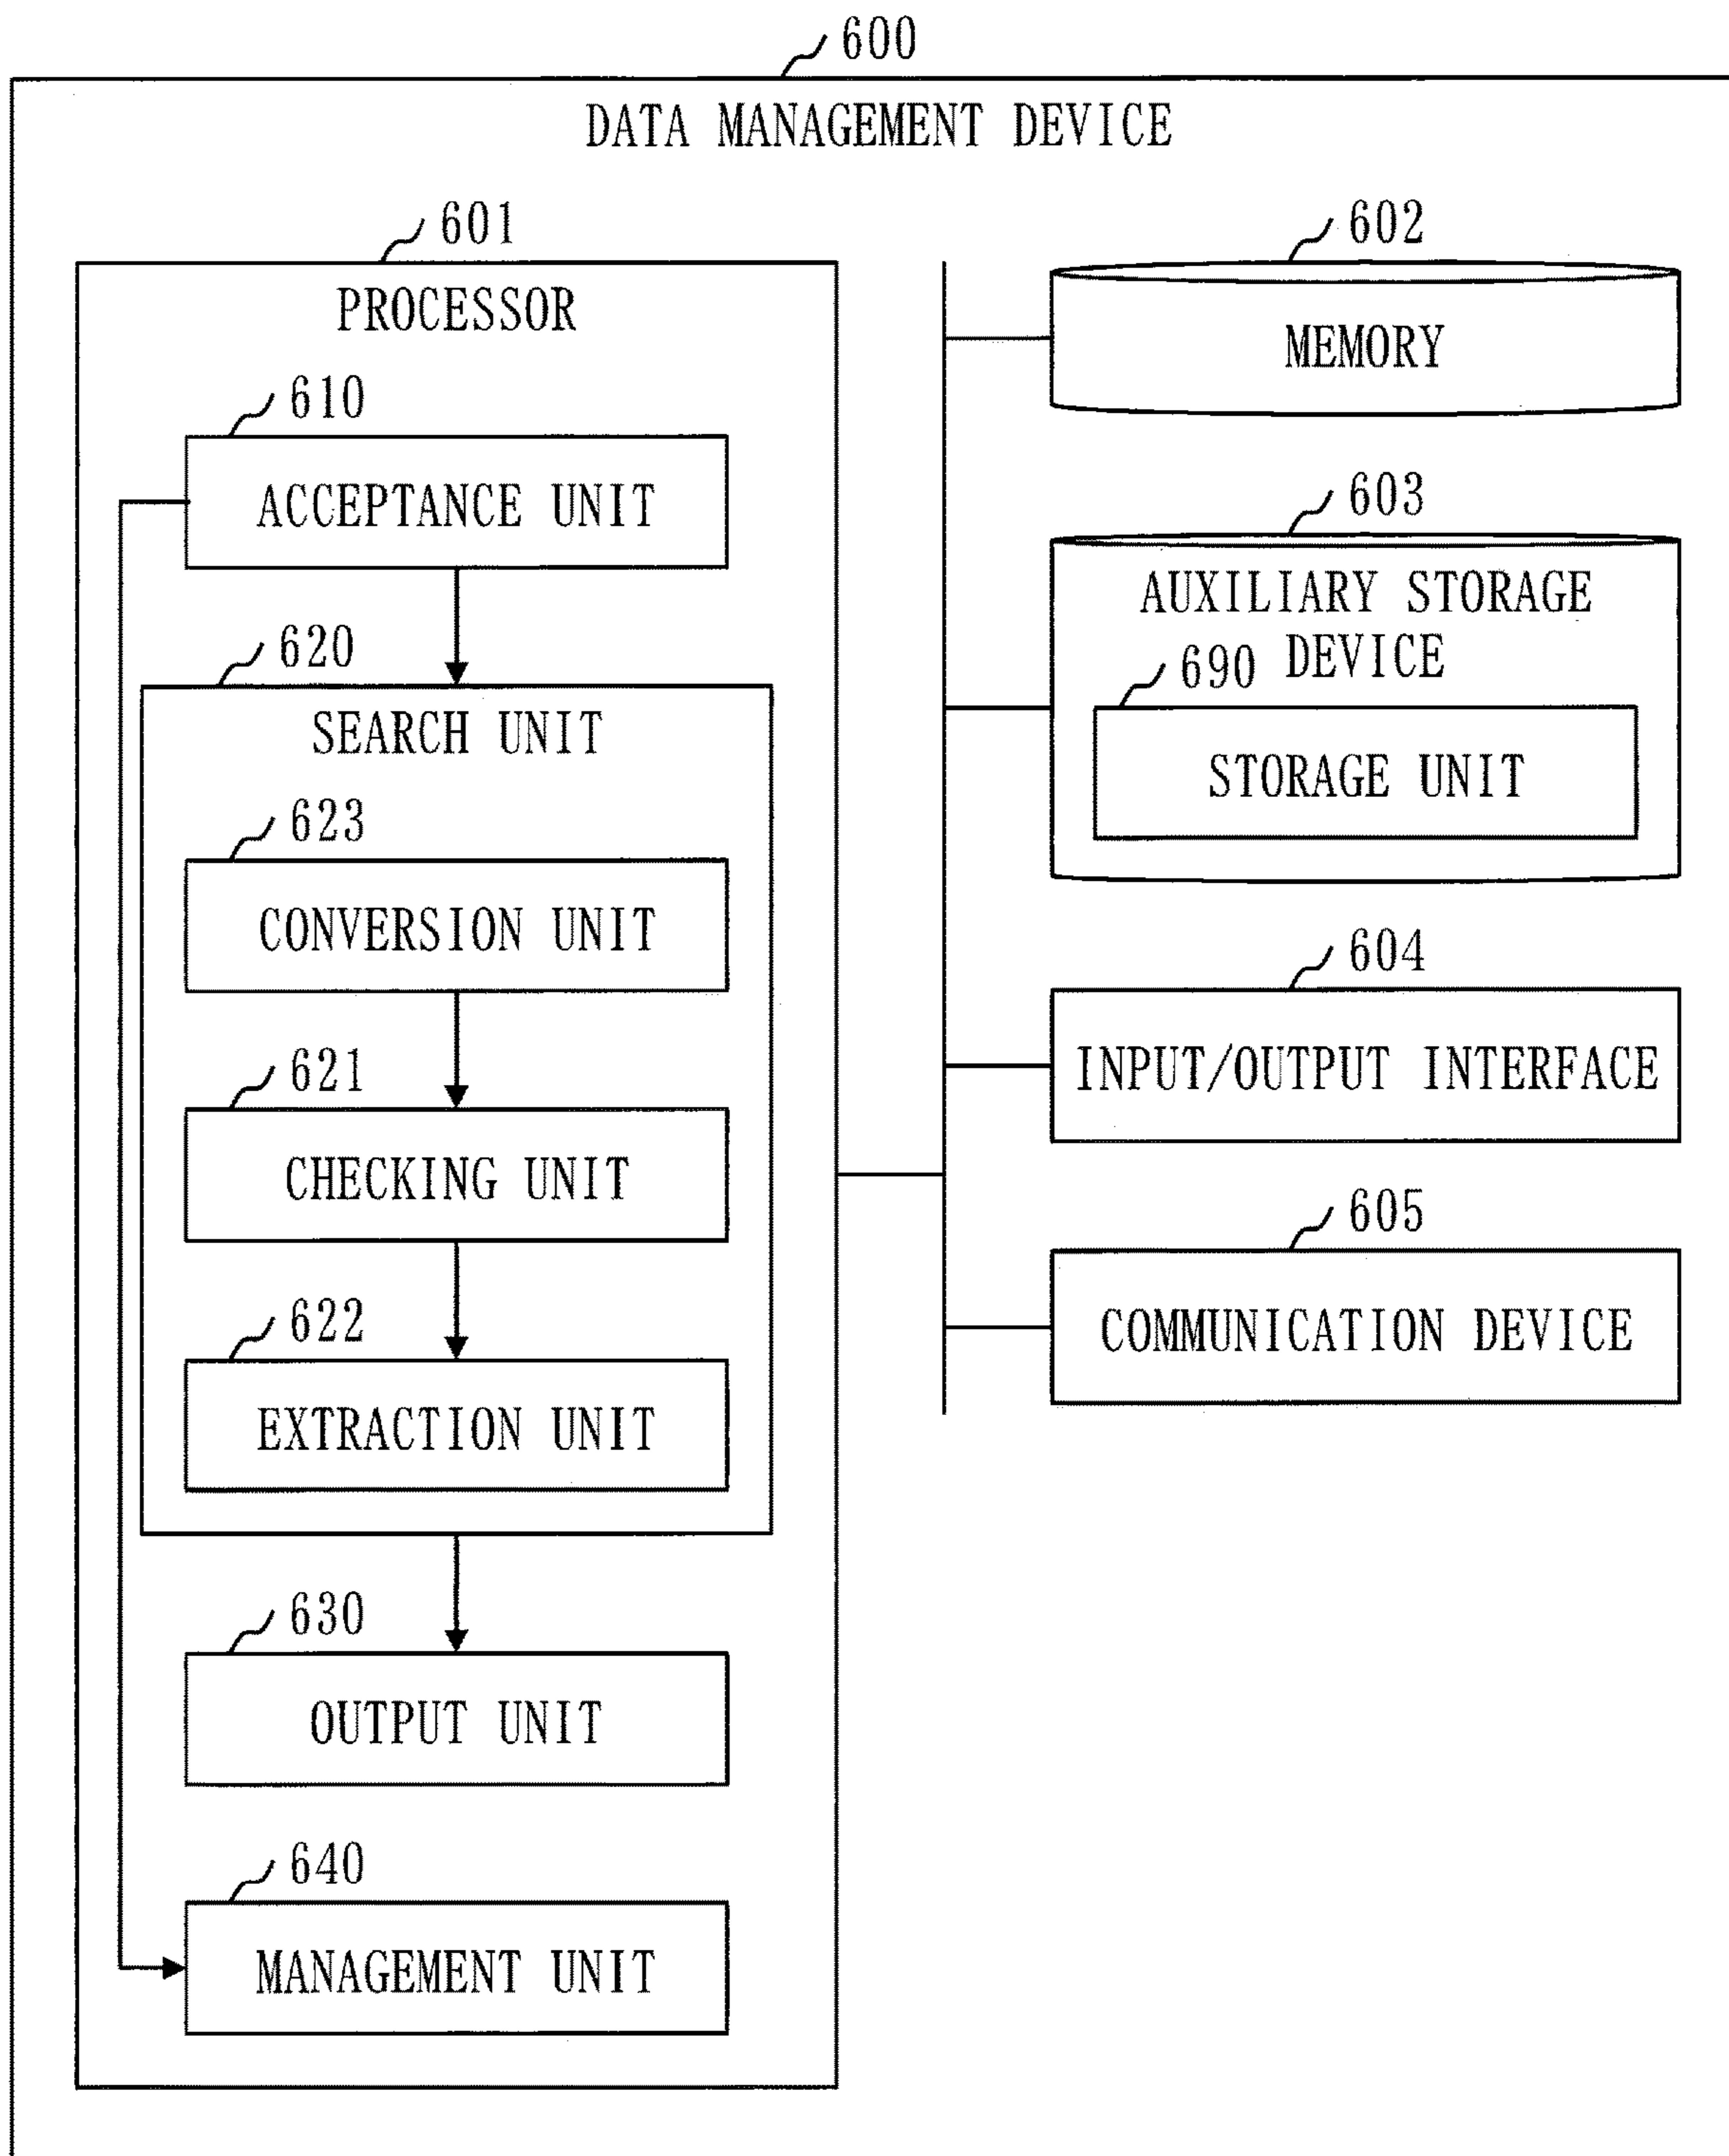 600
DATA MANAGEMENT DEVICE
601
PROCESSOR
610
ACCEPTANCE UNIT
620
SEARCH UNIT
623
CONVERSION UNIT
621
CHECKING UNIT
622
EXTRACTION UNIT
630
OUTPUT UNIT
640
MANAGEMENT UNIT
602
MEMORY
603
AUXILIARY STORAGE
DEVICE
690
STORAGE UNIT
604
INPUT/OUTPUT INTERFACE
605
COMMUNICATION DEVICE